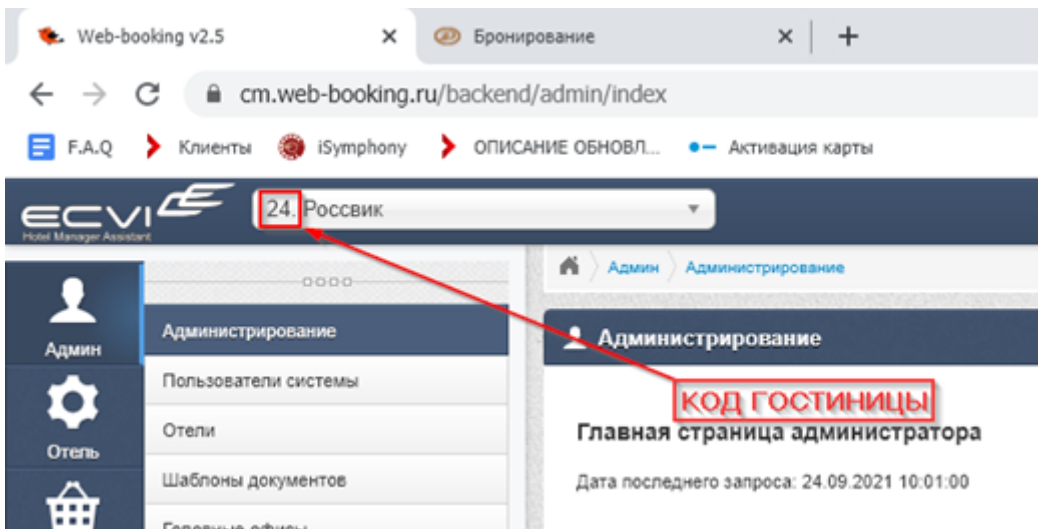 Web-booking v2.5
Бронирование
cm.web-booking.ru/backend/admin/index
F.A.Q
Клиенты
iSymphony
ОПИСАНИЕ ОБНОВЛ...
Активация карты
ECVI
Hotel Manager Assistant
24. Россвик
Админ
Администрирование
Админ
Отель
Администрирование
Пользователи системы
Отели
Шаблоны документов
Головные офисы
Администрирование
КОД ГОСТИНИЦЫ
Главная страница администратора
Дата последнего запроса: 24.09.2021 10:01:00